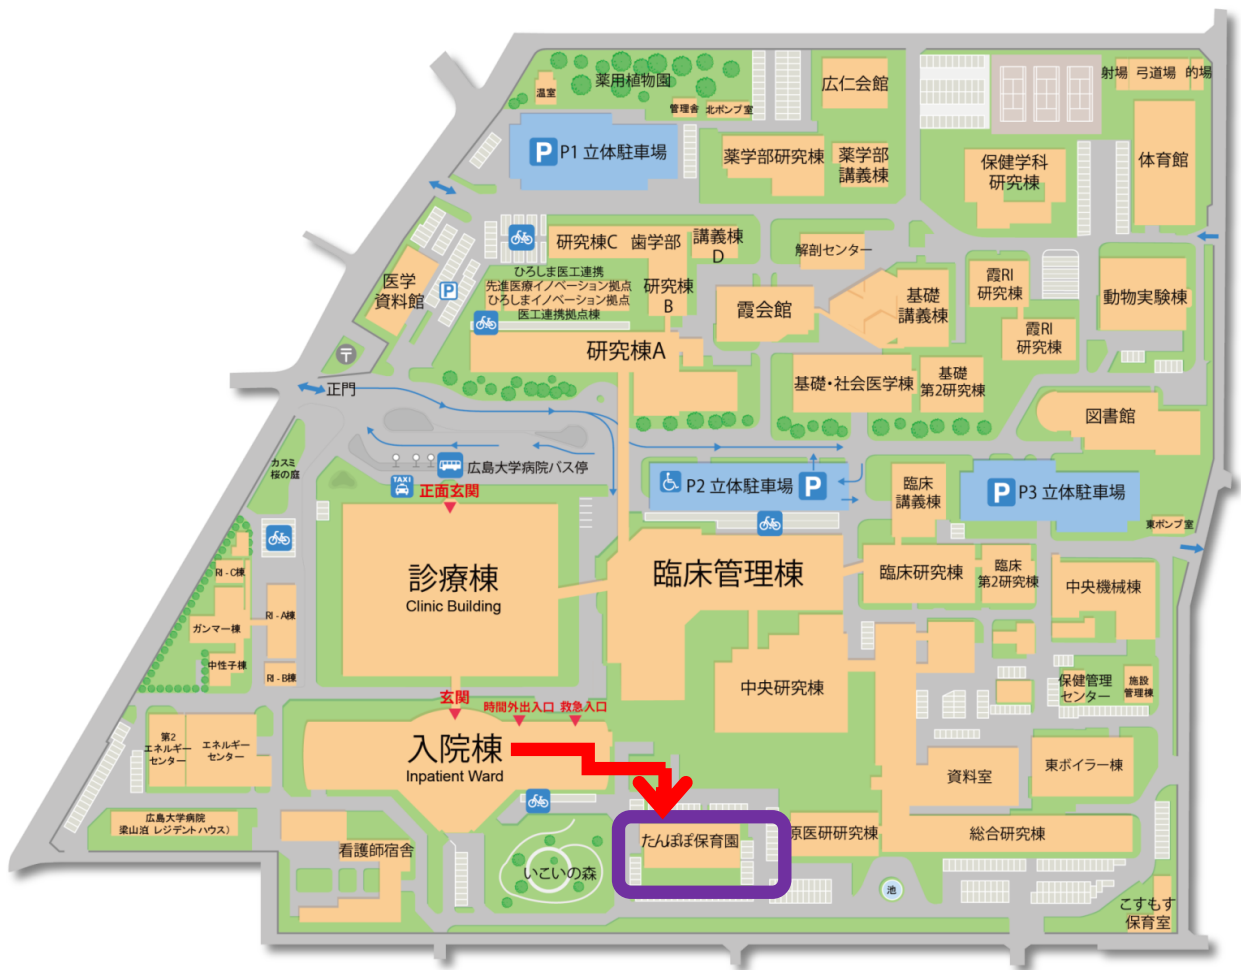 薬用植物園
温室
管理舎
北ポンプ室
広仁会館
射場
弓道場
的場
P
P1 立体駐車場
薬学部研究棟
薬学部
講義棟
保健学科
研究棟
体育館
研究棟C
歯学部
講義棟
D
解剖センター
医学
資料館
P
ひろしま医工連携
先進医療イノベーション拠点
ひろしまイノベーション拠点
医工連携拠点棟
研究棟
B
霞会館
基礎
講義棟
霞RI
研究棟
動物実験棟
霞RI
研究棟
〒
研究棟A
正門
基礎・社会医学棟
基礎
第2研究棟
図書館
カスミ
桜の庭
広島大学病院バス停
TAXI
正面玄関
P2 立体駐車場
P
臨床
講義棟
P
P3 立体駐車場
東ポンプ室
診療棟
Clinic Building
臨床管理棟
臨床研究棟
臨床
第2研究棟
中央機械棟
RI-C棟
RI-A棟
ガンマー棟
中性子棟
RI-B棟
中央研究棟
保健管理
センター
施設
管理棟
玄関
時間外出入口
救急入口
第2
エネルギー
センター
エネルギー
センター
入院棟
Inpatient Ward
資料室
東ボイラー棟
広島大学病院
梁山泊 レジデントハウス）
看護師宿舎
いこいの森
たんぽぽ保育園
原医研研究棟
総合研究棟
池
こすもす
保育室